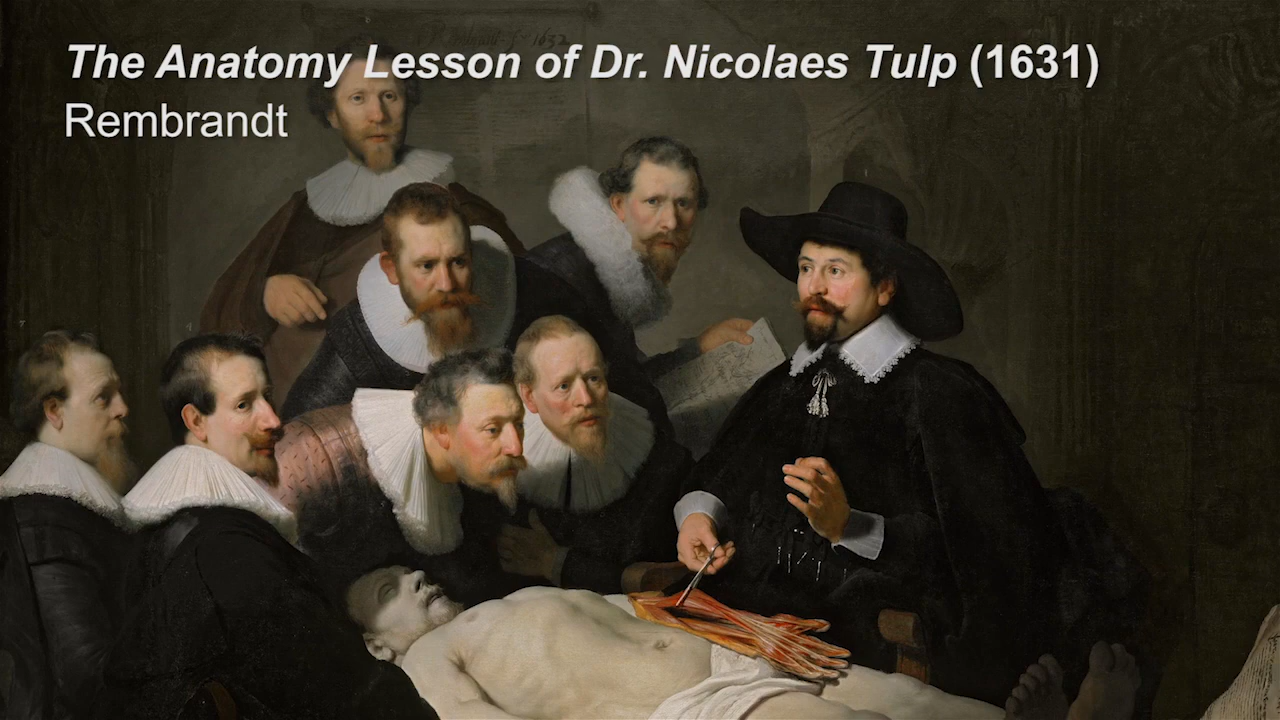 The Anatomy Lesson of Dr. Nicolaes Tulp (1631)
Rembrandt